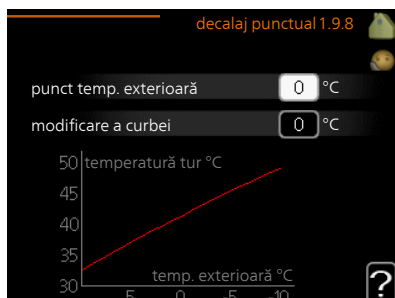 decalaj punctual 1.9.8
punct temp. exterioară 0 °C
modificare a curbei 0 °C
50 temperatură tur °C
45
40
35
temp. exterioară °C
30
5 0 -5 -10
?